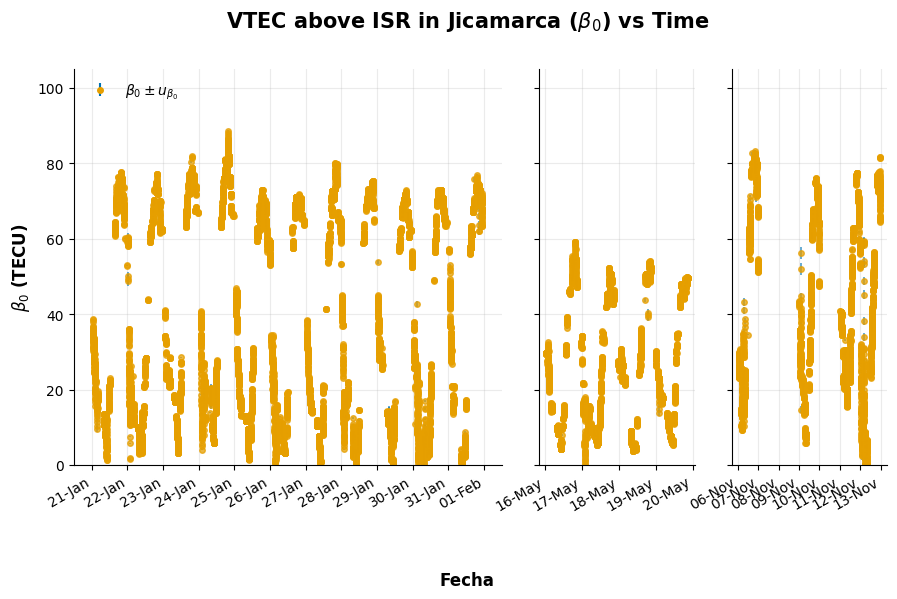 VTEC above ISR in Jicamarca (β₀) vs Time
β₀ (TECU)
100
80
60
40
20
0
β₀ ± u_β₀
21-Jan
22-Jan
23-Jan
24-Jan
25-Jan
26-Jan
27-Jan
28-Jan
29-Jan
30-Jan
31-Jan
01-Feb
16-May
17-May
18-May
19-May
20-May
06-Nov
07-Nov
08-Nov
09-Nov
10-Nov
11-Nov
12-Nov
13-Nov
Fecha